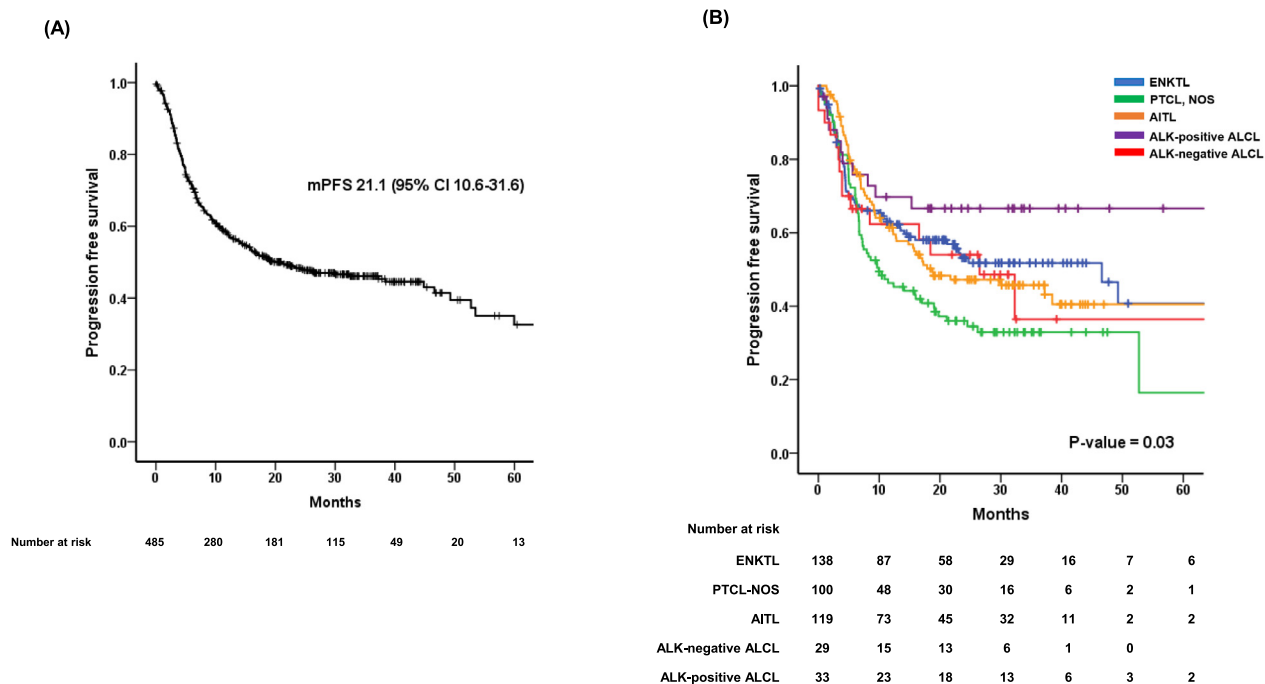 (A)
1.0
0.8
0.6
0.4
0.2
0.0
Progression free survival
mPFS 21.1 (95% CI 10.6-31.6)
0 10 20 30 40 50 60
Months
Number at risk 485 280 181 115 49 20 13
(B)
1.0
0.8
0.6
0.4
0.2
0.0
Progression free survival
ENKTL
PTCL, NOS
AITL
ALK-positive ALCL
ALK-negative ALCL
P-value = 0.03
0 10 20 30 40 50 60
Months
Number at risk
ENKTL 138 87 58 29 16 7 6
PTCL-NOS 100 48 30 16 6 2 1
AITL 119 73 45 32 11 2 2
ALK-negative ALCL 29 15 13 6 1 0
ALK-positive ALCL 33 23 18 13 6 3 2